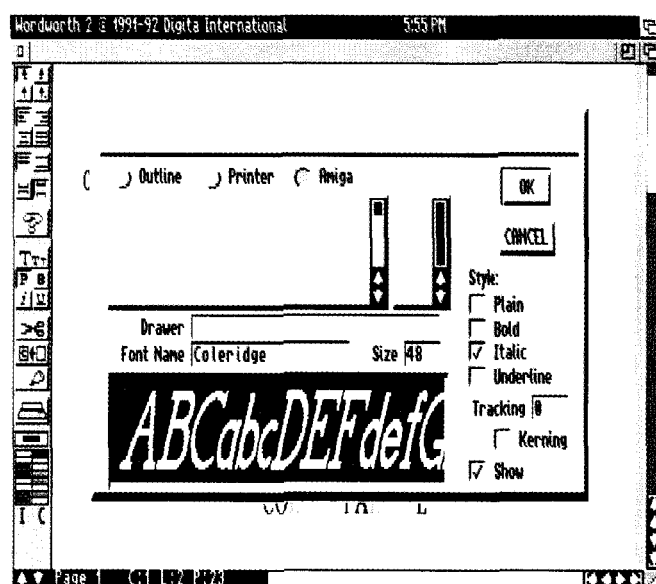 Wordworth 2 © 1991-92 Digita International 5:55 PM
Outline Printer Amiga
OK
CANCEL
Style:
Plain
Bold
Italic
Underline
Drawer
Font Name Coleridge Size 48
Tracking 0
Kerning
Show
ABCabcDEFdefG
Page 1